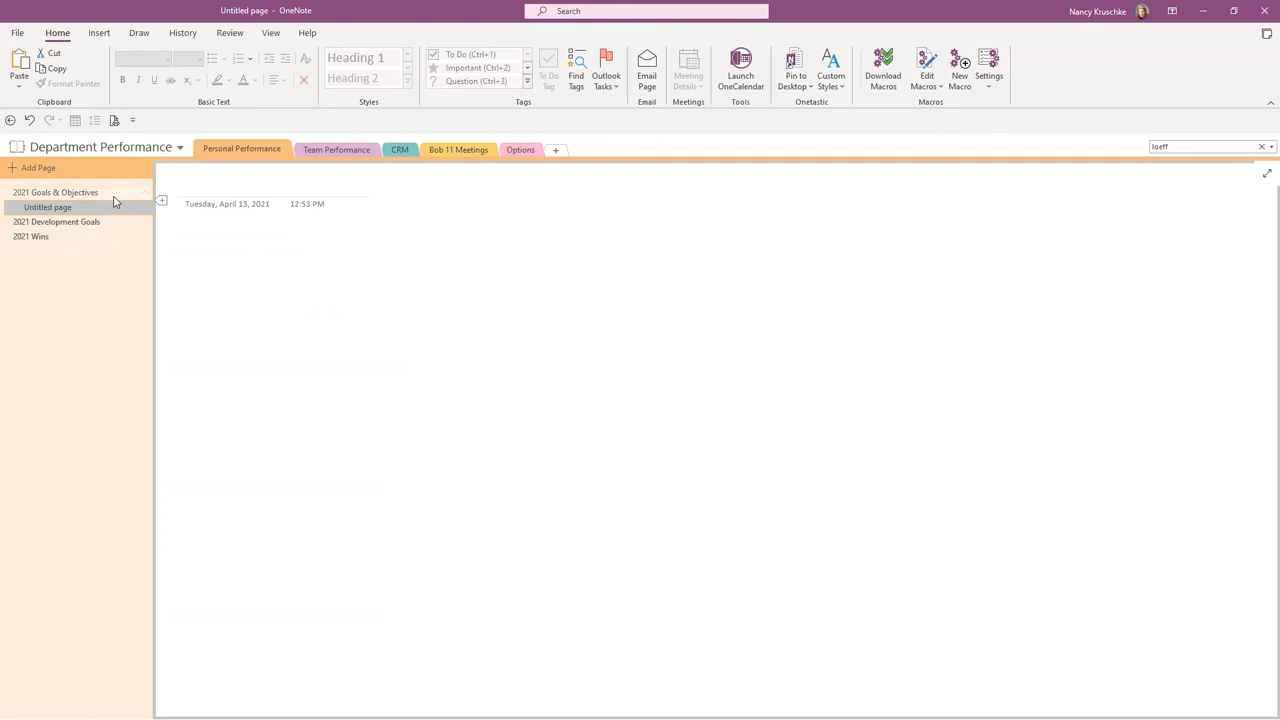 Untitled page - OneNote
Search
Nancy Kruschke
File Home Insert Draw History Review View Help
Paste
Cut
Copy
Format Painter
Clipboard
B I U ab x
A
Basic Text
Heading 1
Heading 2
Styles
To Do (Ctrl+1)
Important (Ctrl+2)
? Question (Ctrl+3)
To Do Tag
Find Tags
Outlook Tasks
Tags
Email Page
Email
Meeting Details
Meetings
Launch OneCalendar
Tools
Pin to Desktop
Custom Styles
Onetastic
Download Macros
Edit Macros
New Macro
Settings
Macros
Department Performance
Personal Performance Team Performance CRM Bob 11 Meetings Options +
loeff
Add Page
2021 Goals & Objectives
Untitled page
2021 Development Goals
2021 Wins
Tuesday, April 13, 2021 12:53 PM